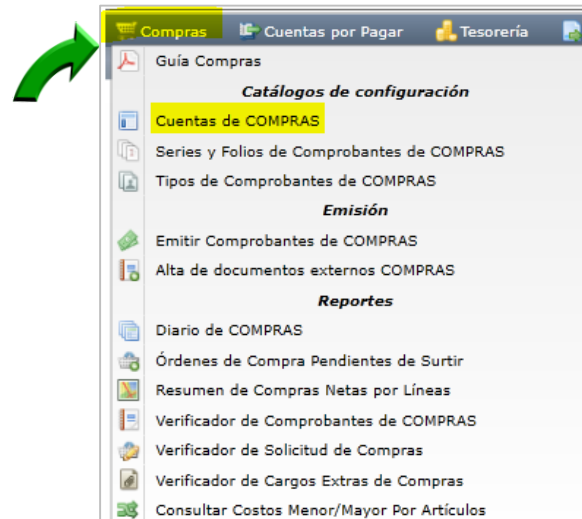 Compras Cuentas por Pagar Tesorería
Guía Compras
Catálogos de configuración
Cuentas de COMPRAS
Series y Folios de Comprobantes de COMPRAS
Tipos de Comprobantes de COMPRAS
Emisión
Emitir Comprobantes de COMPRAS
Alta de documentos externos COMPRAS
Reportes
Diario de COMPRAS
Órdenes de Compra Pendientes de Surtir
Resumen de Compras Netas por Líneas
Verificador de Comprobantes de COMPRAS
Verificador de Solicitud de Compras
Verificador de Cargos Extras de Compras
Consultar Costos Menor/Mayor Por Artículos